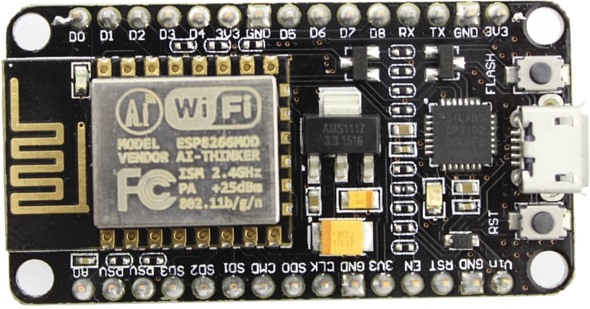 D0 D1 D2 D3 D4 3V3 GND D5 D6 D7 D8 RX TX GND 3V3
FLASH
Ai WiFi
MODEL ESP8266MOD
VENDOR AI-THINKER
ISM 2.4GHz
PA +25dBm
802.11b/g/n
FC
AMS1117
3.3 1516
SILABS
RST
A0 RSV RSV SD3 SD2 SD1 CMD SD0 CLK GND 3V3 EN RST GND Vin